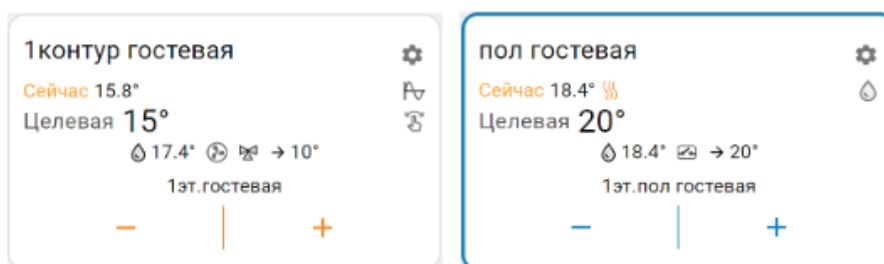 1контур гостевая
Сейчас 15.8°
Целевая 15°
17.4° → 10°
1эт.гостевая
− +
пол гостевая
Сейчас 18.4°
Целевая 20°
18.4° → 20°
1эт.пол гостевая
− +